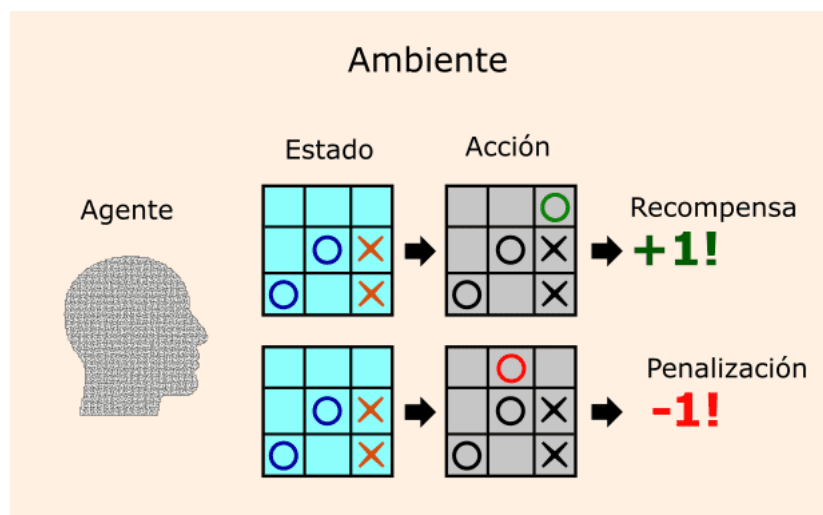 Ambiente
Estado
Acción
Agente
Recompensa
+1!
Penalización
-1!